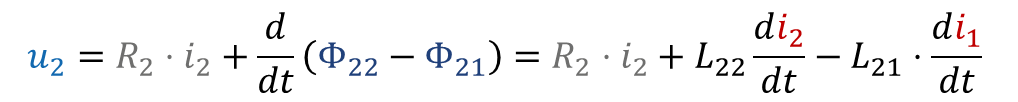 u₂ = R₂ · i₂ + d/dt (Φ₂₂ − Φ₂₁) = R₂ · i₂ + L₂₂ di₂/dt − L₂₁ · di₁/dt